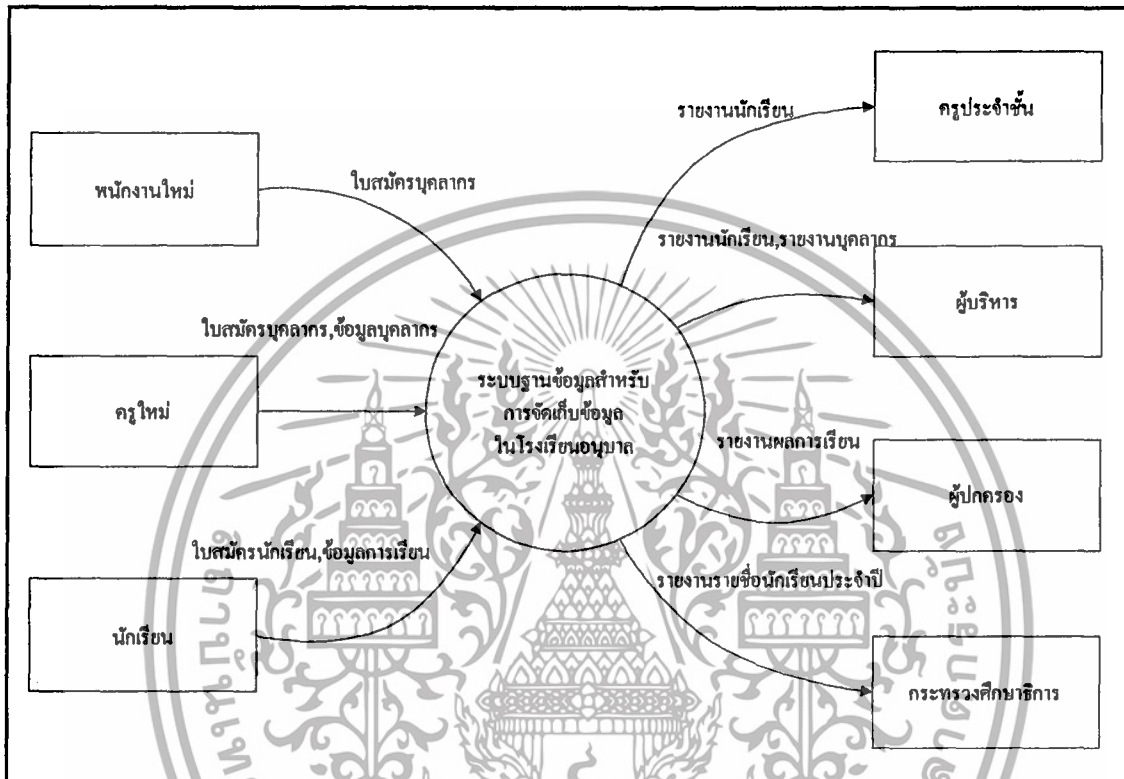 รายงานนักเรียน
ครูประจำชั้น
พนักงานใหม่
ใบสมัครบุคลากร
รายงานนักเรียน,รายงานบุคลากร
ผู้บริหาร
ใบสมัครบุคลากร,ข้อมูลบุคลากร
ครูใหม่
ระบบฐานข้อมูลสำหรับ
การจัดเก็บข้อมูล
ในโรงเรียนอนุบาล
รายงานผลการเรียน
ผู้ปกครอง
ใบสมัครนักเรียน,ข้อมูลการเรียน
รายงานรายชื่อนักเรียนประจำปี
นักเรียน
กระทรวงศึกษาธิการ